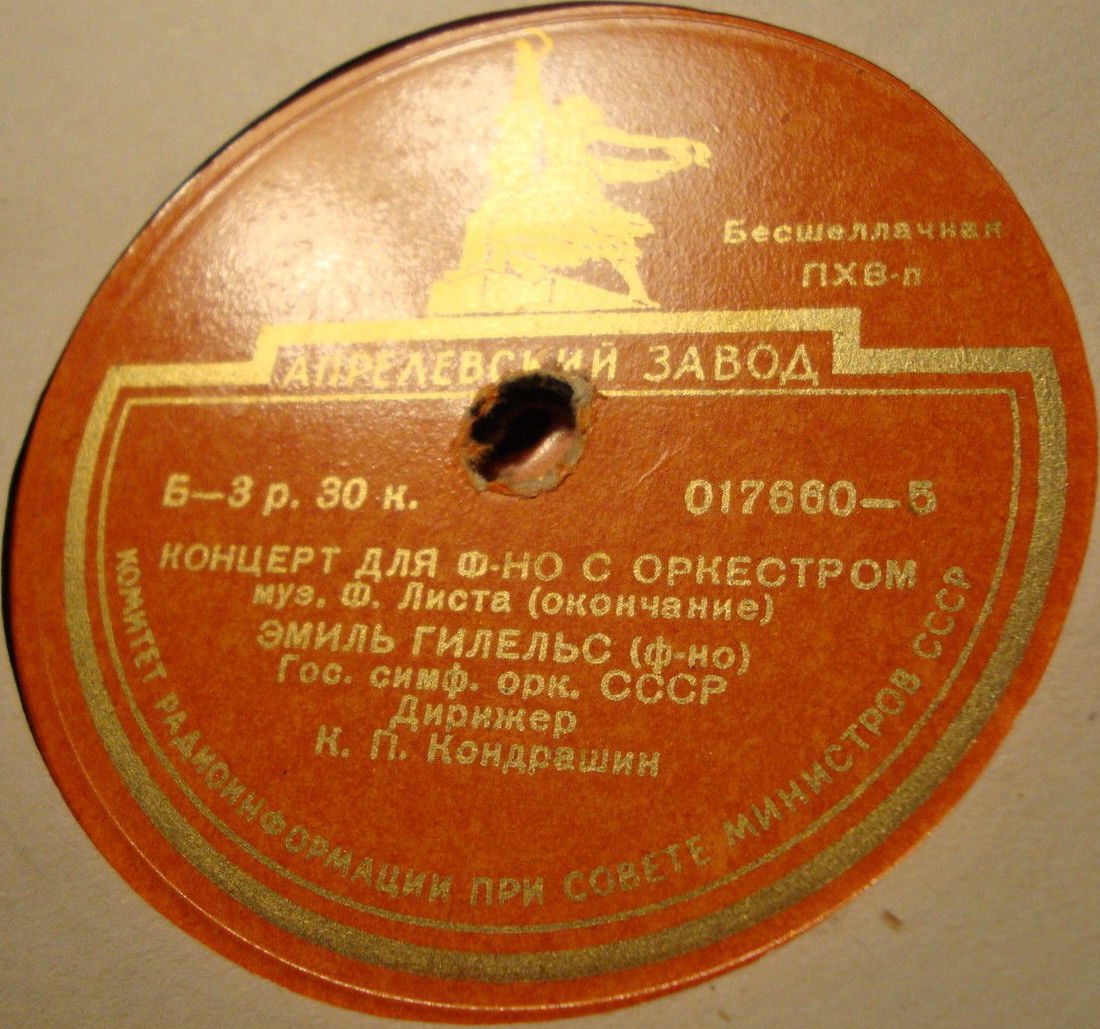 Бесшеллачная
ПХВ-п
АПРЕЛЕВСКИЙ ЗАВОД
Б—3 р. 30 к.
017660—5
КОНЦЕРТ ДЛЯ Ф-НО С ОРКЕСТРОМ
муз. Ф. Листа (окончание)
ЭМИЛЬ ГИЛЕЛЬС (ф-но)
Гос. симф. орк. СССР
Дирижер
К. П. Кондрашин
КОМИТЕТ РАДИОИНФОРМАЦИИ ПРИ СОВЕТЕ МИНИСТРОВ СССР